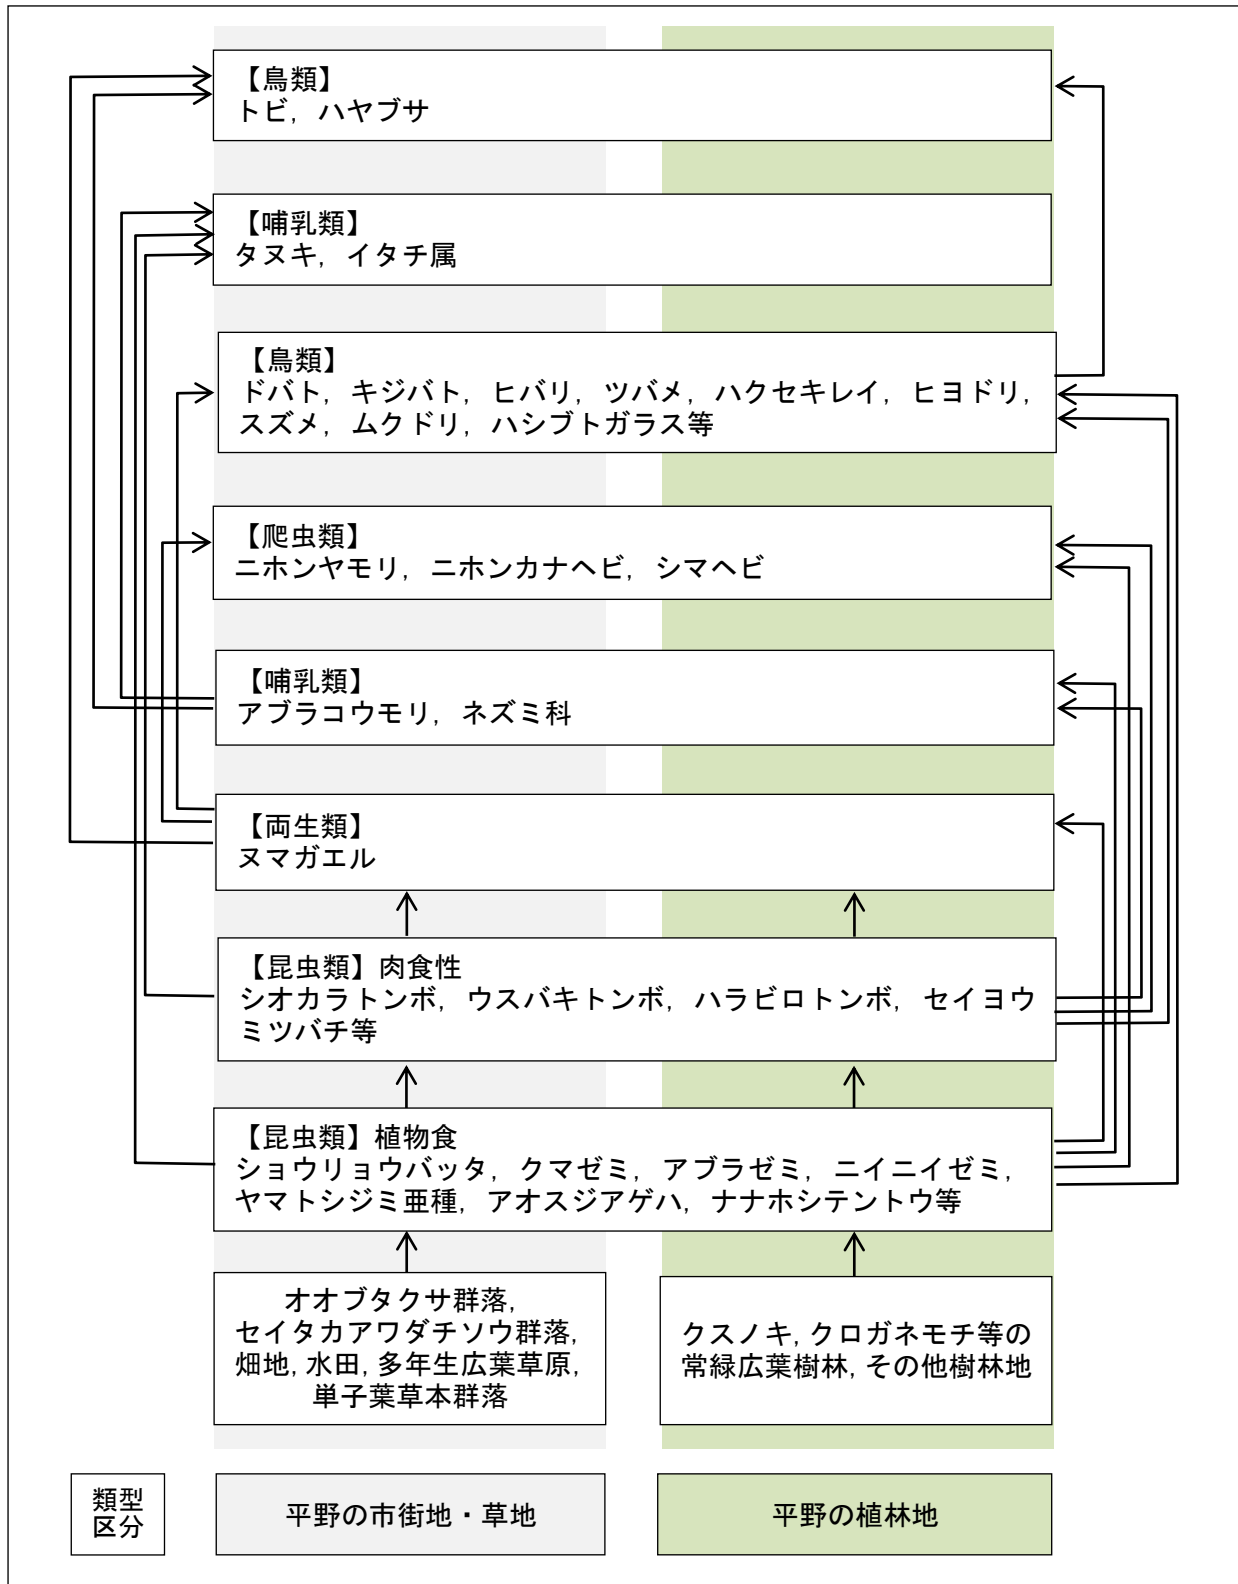 【鳥類】
トビ，ハヤブサ
【哺乳類】
タヌキ，イタチ属
【鳥類】
ドバト，キジバト，ヒバリ，ツバメ，ハクセキレイ，ヒヨドリ，
スズメ，ムクドリ，ハシブトガラス等
【爬虫類】
ニホンヤモリ，ニホンカナヘビ，シマヘビ
【哺乳類】
アブラコウモリ，ネズミ科
【両生類】
ヌマガエル
【昆虫類】肉食性
シオカラトンボ，ウスバキトンボ，ハラビロトンボ，セイヨウ
ミツバチ等
【昆虫類】植物食
ショウリョウバッタ，クマゼミ，アブラゼミ，ニイニイゼミ，
ヤマトシジミ亜種，アオスジアゲハ，ナナホシテントウ等
オオブタクサ群落，
セイタカアワダチソウ群落，
畑地，水田，多年生広葉草原，
単子葉草本群落
クスノキ，クロガネモチ等の
常緑広葉樹林，その他樹林地
類型
区分
平野の市街地・草地
平野の植林地